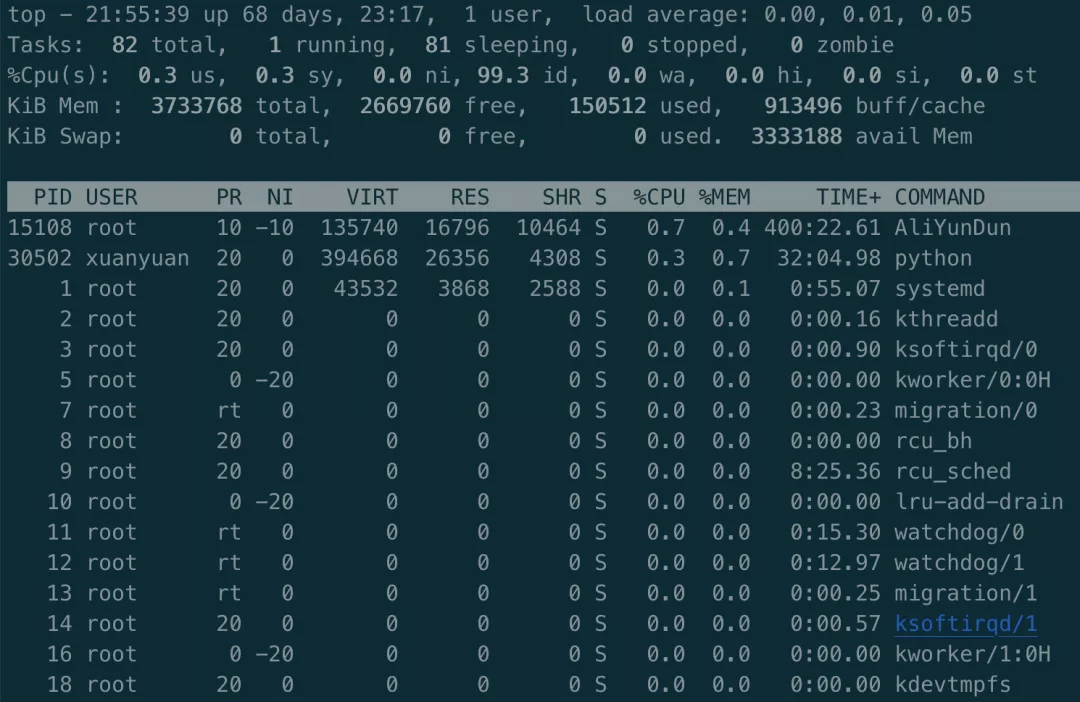 top – 21:55:39 up 68 days, 23:17,  1 user,  load average: 0.00, 0.01, 0.05
Tasks:  82 total,   1 running,  81 sleeping,   0 stopped,   0 zombie
%Cpu(s):  0.3 us,  0.3 sy,  0.0 ni, 99.3 id,  0.0 wa,  0.0 hi,  0.0 si,  0.0 st
KiB Mem :  3733768 total,  2669760 free,   150512 used,   913496 buff/cache
KiB Swap:        0 total,        0 free,        0 used.  3333188 avail Mem
  PID USER      PR  NI    VIRT    RES    SHR S  %CPU %MEM     TIME+ COMMAND
15108 root      10 -10  135740  16796  10464 S   0.7  0.4 400:22.61 AliYunDun
30502 xuanyuan  20   0  394668  26356   4308 S   0.3  0.7  32:04.98 python
    1 root      20   0   43532   3868   2588 S   0.0  0.1   0:55.07 systemd
    2 root      20   0       0      0      0 S   0.0  0.0   0:00.16 kthreadd
    3 root      20   0       0      0      0 S   0.0  0.0   0:00.90 ksoftirqd/0
    5 root       0 -20       0      0      0 S   0.0  0.0   0:00.00 kworker/0:0H
    7 root      rt   0       0      0      0 S   0.0  0.0   0:00.23 migration/0
    8 root      20   0       0      0      0 S   0.0  0.0   0:00.00 rcu_bh
    9 root      20   0       0      0      0 S   0.0  0.0   8:25.36 rcu_sched
   10 root       0 -20       0      0      0 S   0.0  0.0   0:00.00 lru-add-drain
   11 root      rt   0       0      0      0 S   0.0  0.0   0:15.30 watchdog/0
   12 root      rt   0       0      0      0 S   0.0  0.0   0:12.97 watchdog/1
   13 root      rt   0       0      0      0 S   0.0  0.0   0:00.25 migration/1
   14 root      20   0       0      0      0 S   0.0  0.0   0:00.57 ksoftirqd/1
   16 root       0 -20       0      0      0 S   0.0  0.0   0:00.00 kworker/1:0H
   18 root      20   0       0      0      0 S   0.0  0.0   0:00.00 kdevtmpfs